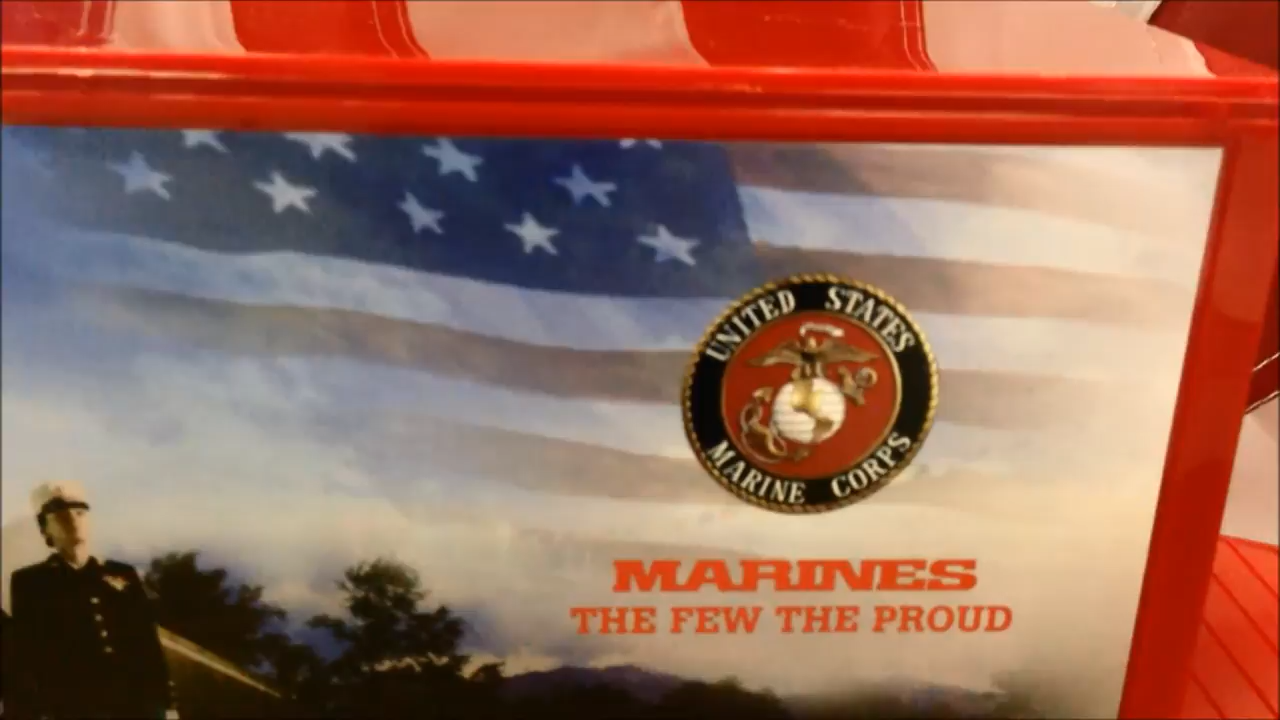 UNITED STATES
MARINE CORPS
MARINES
THE FEW THE PROUD